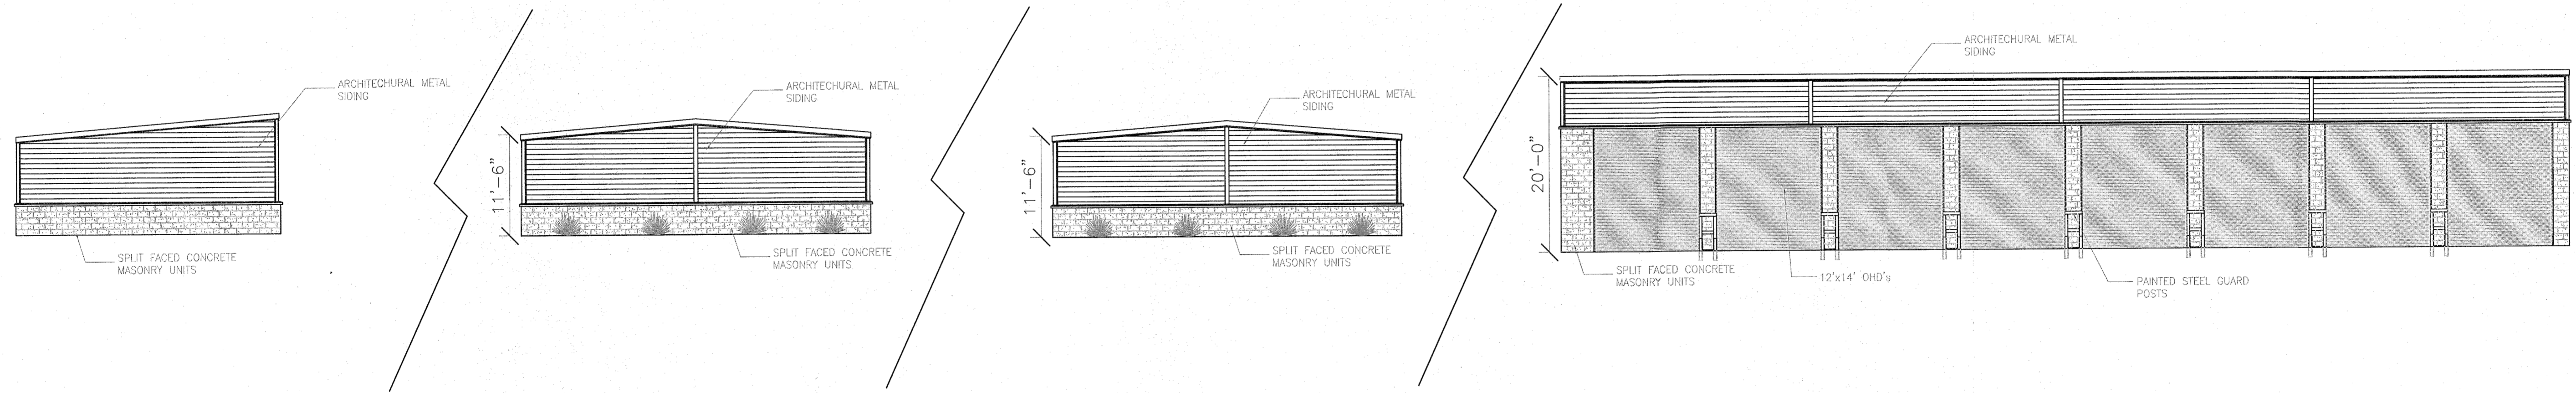 ARCHITECHURAL METAL
SIDING
SPLIT FACED CONCRETE
MASONRY UNITS
11'-6"
ARCHITECHURAL METAL
SIDING
SPLIT FACED CONCRETE
MASONRY UNITS
11'-6"
ARCHITECHURAL METAL
SIDING
SPLIT FACED CONCRETE
MASONRY UNITS
20'-0"
ARCHITECHURAL METAL
SIDING
SPLIT FACED CONCRETE
MASONRY UNITS
12'x14' OHD's
PAINTED STEEL GUARD
POSTS